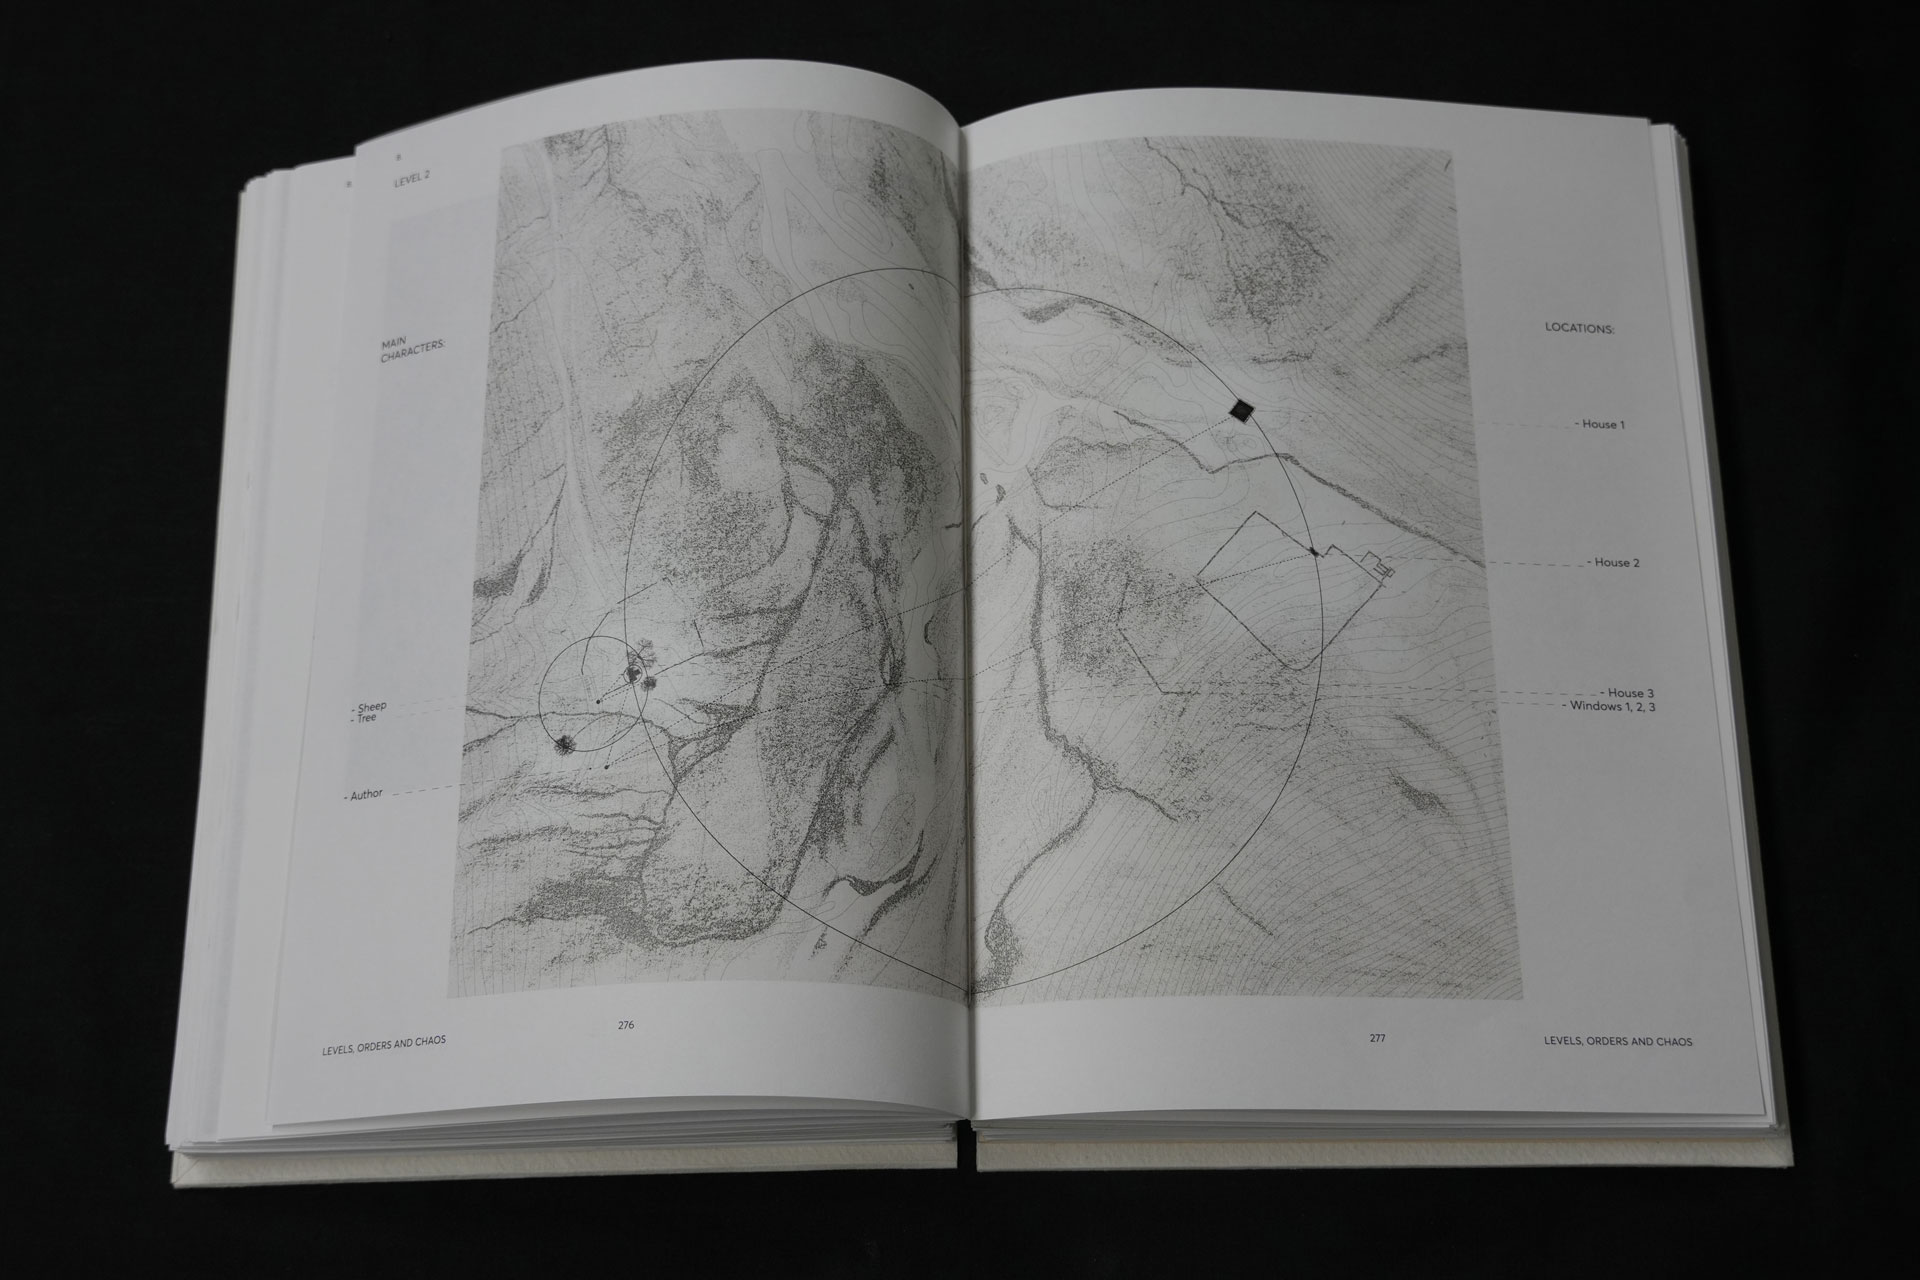 B
LEVEL 2
MAIN
CHARACTERS:
- Sheep
- Tree
- Author
276
LEVELS, ORDERS AND CHAOS
LOCATIONS:
- House 1
- House 2
- House 3
- Windows 1, 2, 3
277
LEVELS, ORDERS AND CHAOS